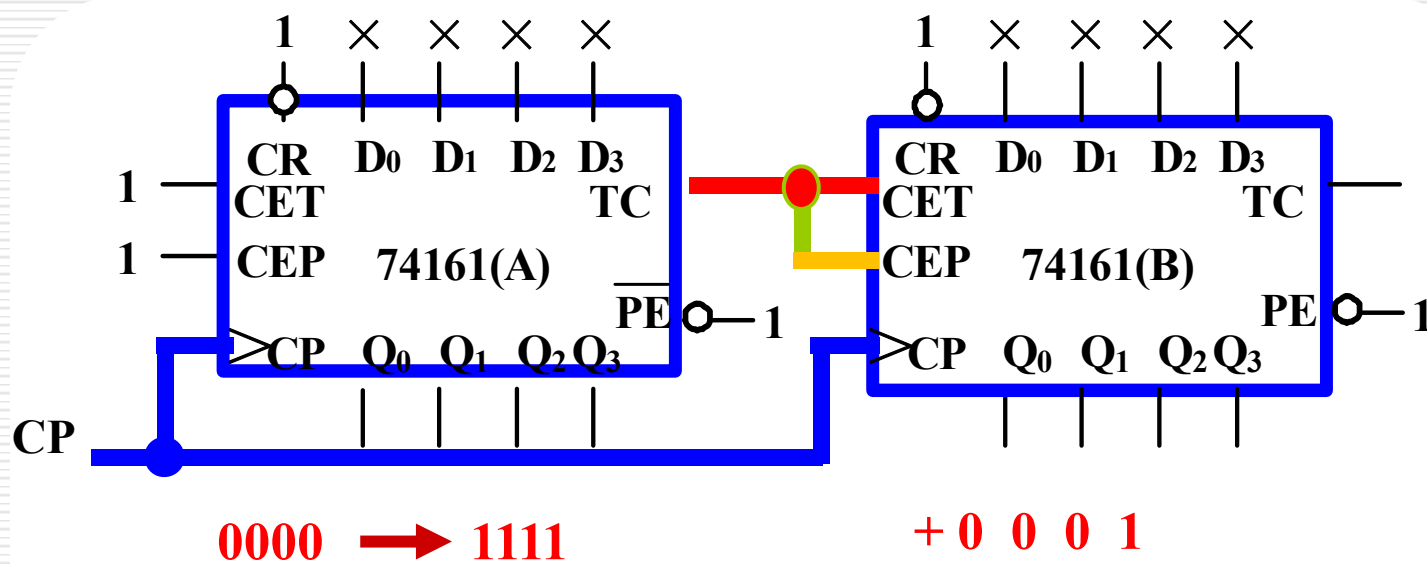 1 × × × × 1 × × × ×
CR D0 D1 D2 D3 CR D0 D1 D2 D3
1 CET TC CET TC
1 CEP 74161(A) CEP 74161(B)
P̅E̅ 1 PE 1
CP Q0 Q1 Q2 Q3 CP Q0 Q1 Q2 Q3
CP
0000 → 1111 + 0 0 0 1